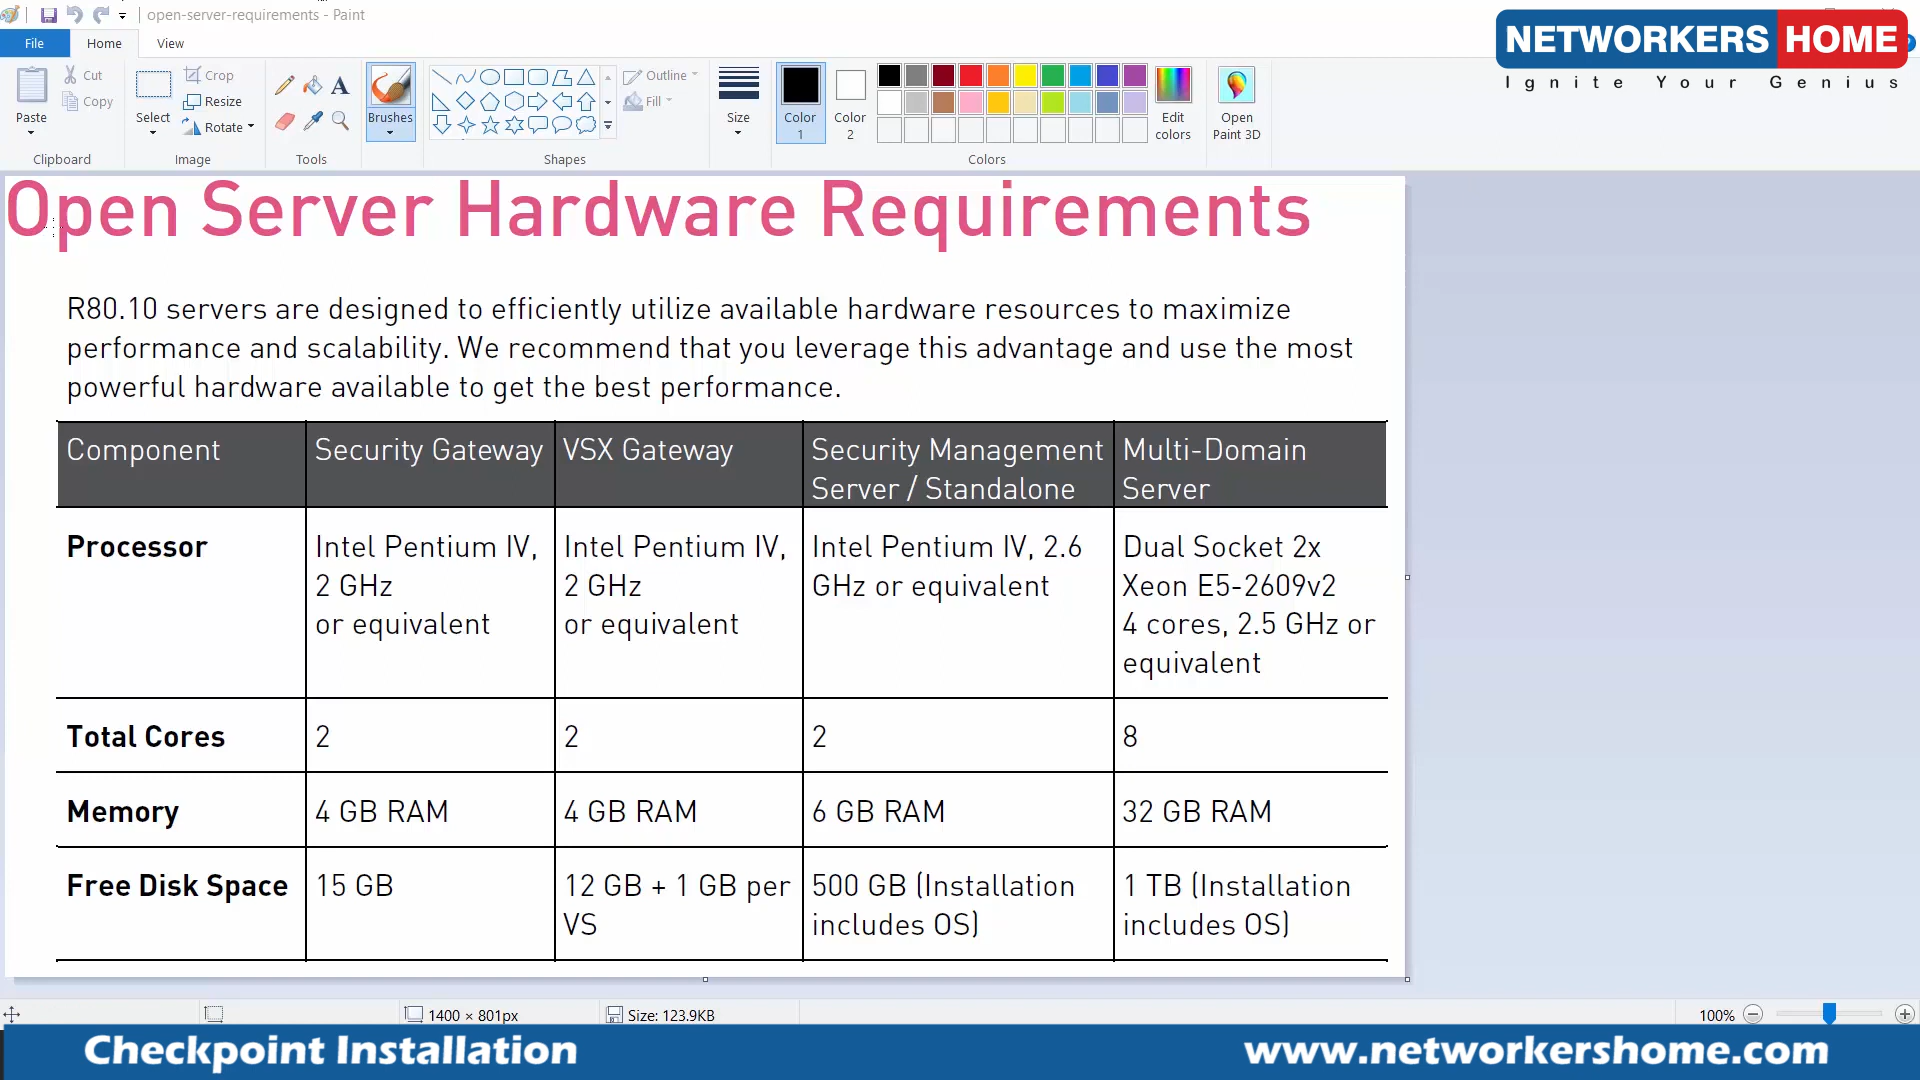 open-server-requirements - Paint
NETWORKERS HOME
Ignite Your Genius
File Home View
Cut
Copy
Paste
Clipboard
Select
Crop
Resize
Rotate
Image
A
Tools
Brushes
Shapes
Outline
Fill
Size
Color 1
Color 2
Colors
Edit colors
Open Paint 3D
Open Server Hardware Requirements
R80.10 servers are designed to efficiently utilize available hardware resources to maximize
performance and scalability. We recommend that you leverage this advantage and use the most
powerful hardware available to get the best performance.
Component
Security Gateway
VSX Gateway
Security Management
Server / Standalone
Multi-Domain
Server
Processor
Intel Pentium IV,
2 GHz
or equivalent
Intel Pentium IV,
2 GHz
or equivalent
Intel Pentium IV, 2.6
GHz or equivalent
Dual Socket 2x
Xeon E5-2609v2
4 cores, 2.5 GHz or
equivalent
Total Cores
2
2
2
8
Memory
4 GB RAM
4 GB RAM
6 GB RAM
32 GB RAM
Free Disk Space
15 GB
12 GB + 1 GB per
VS
500 GB (Installation
includes OS)
1 TB (Installation
includes OS)
1400 × 801px
Size: 123.9KB
100%
Checkpoint Installation
www.networkershome.com